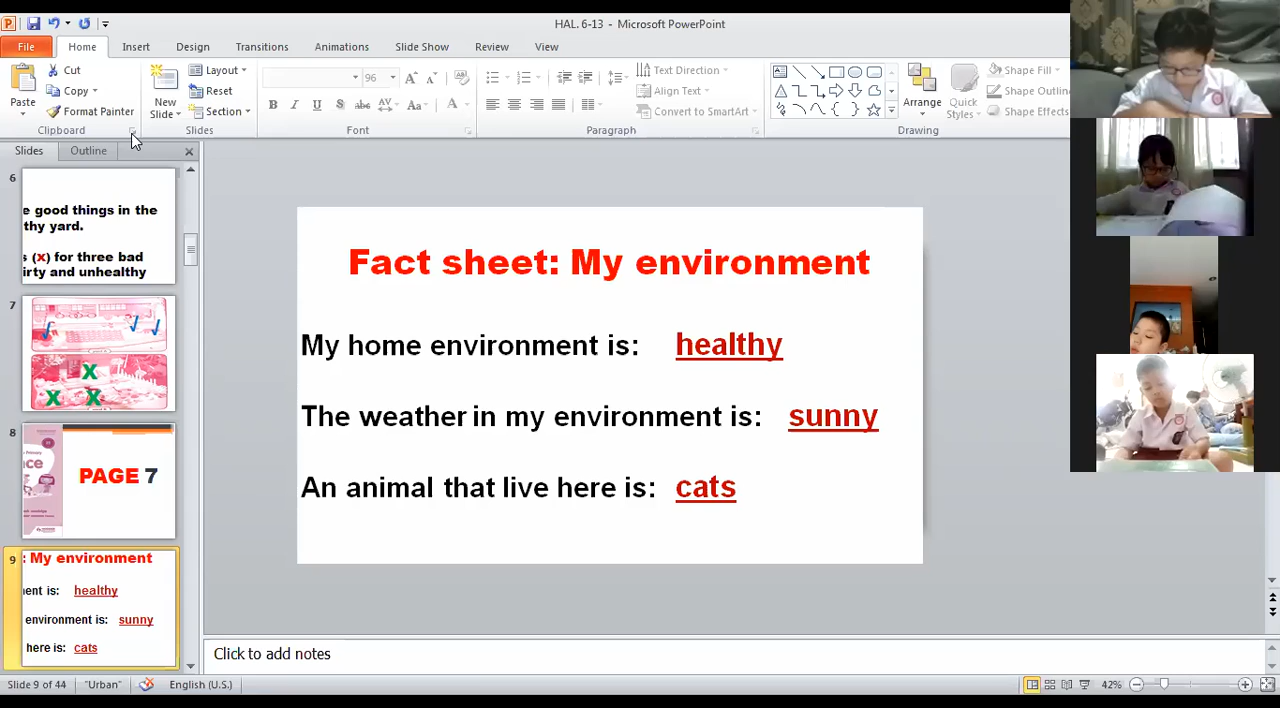 HAL. 6-13 - Microsoft PowerPoint
File Home Insert Design Transitions Animations Slide Show Review View
Paste
Cut
Copy
Format Painter
Clipboard
New Slide
Layout
Reset
Section
Slides
96
Font
Text Direction
Align Text
Convert to SmartArt
Paragraph
Arrange
Quick Styles
Shape Fill
Shape Outline
Shape Effects
Drawing
Slides Outline
6
e good things in the
thy yard.
s (x) for three bad
irty and unhealthy
7
8
PAGE 7
9
: My environment
ent is: healthy
environment is: sunny
here is: cats
Fact sheet: My environment
My home environment is: healthy
The weather in my environment is: sunny
An animal that live here is: cats
Click to add notes
Slide 9 of 44 "Urban" English (U.S.) 42%